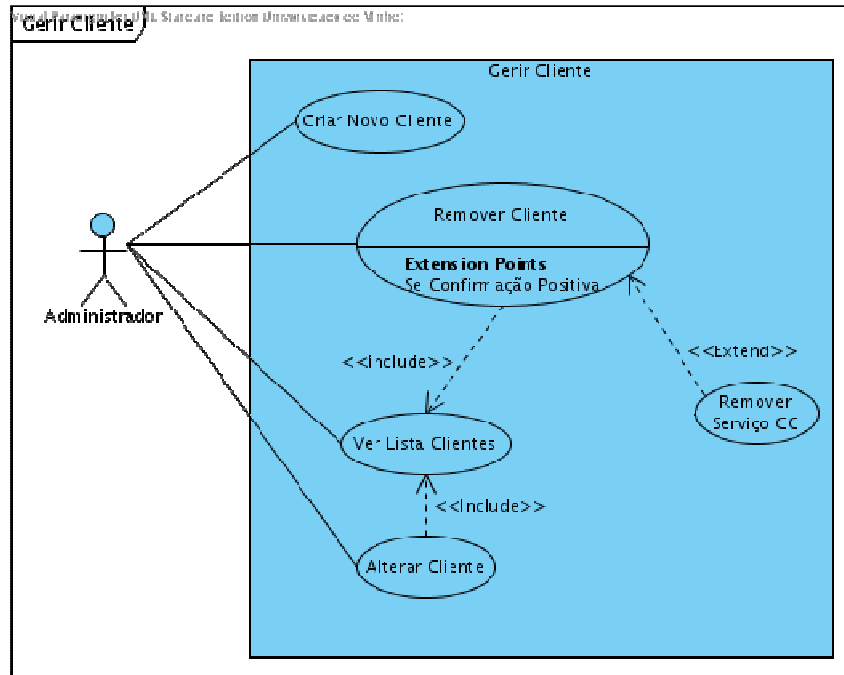 Gerir Cliente
Gerir Cliente
Criar Novo Cliente
Remover Cliente
Extension Points
Se Confirmação Positiva
Administrador
<<Include>>
<<Extend>>
Remover
Serviço CC
Ver Lista Clientes
<<Include>>
Alterar Cliente